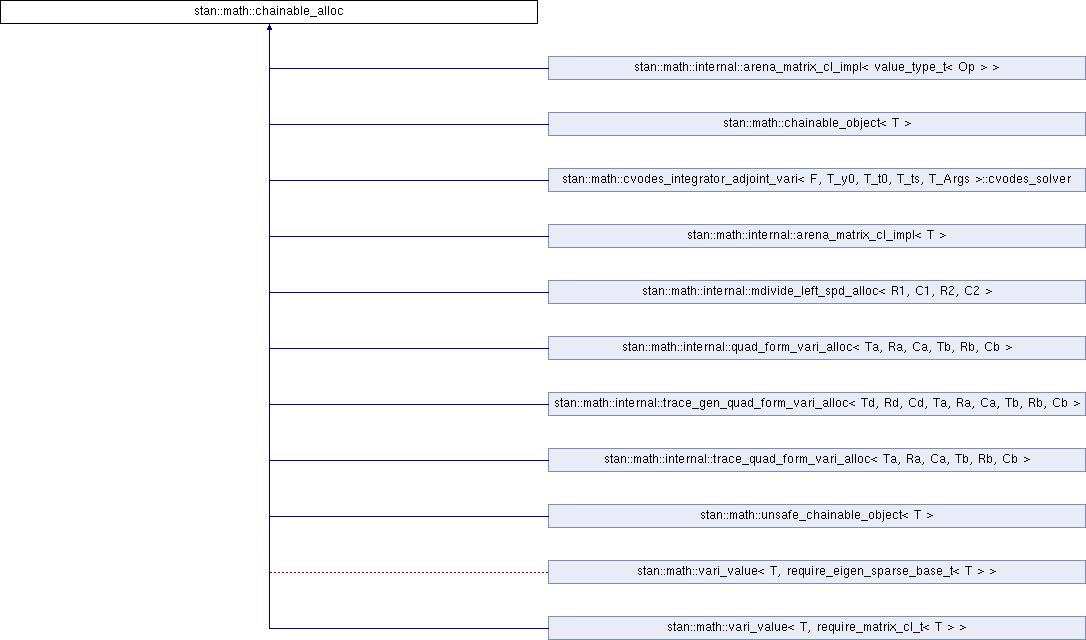 stan::math::chainable_alloc
stan::math::internal::arena_matrix_cl_impl< value_type_t< Op > >
stan::math::chainable_object< T >
stan::math::cvodes_integrator_adjoint_vari< F, T_y0, T_t0, T_ts, T_Args >::cvodes_solver
stan::math::internal::arena_matrix_cl_impl< T >
stan::math::internal::mdivide_left_spd_alloc< R1, C1, R2, C2 >
stan::math::internal::quad_form_vari_alloc< Ta, Ra, Ca, Tb, Rb, Cb >
stan::math::internal::trace_gen_quad_form_vari_alloc< Td, Rd, Cd, Ta, Ra, Ca, Tb, Rb, Cb >
stan::math::internal::trace_quad_form_vari_alloc< Ta, Ra, Ca, Tb, Rb, Cb >
stan::math::unsafe_chainable_object< T >
stan::math::vari_value< T, require_eigen_sparse_base_t< T > >
stan::math::vari_value< T, require_matrix_cl_t< T > >